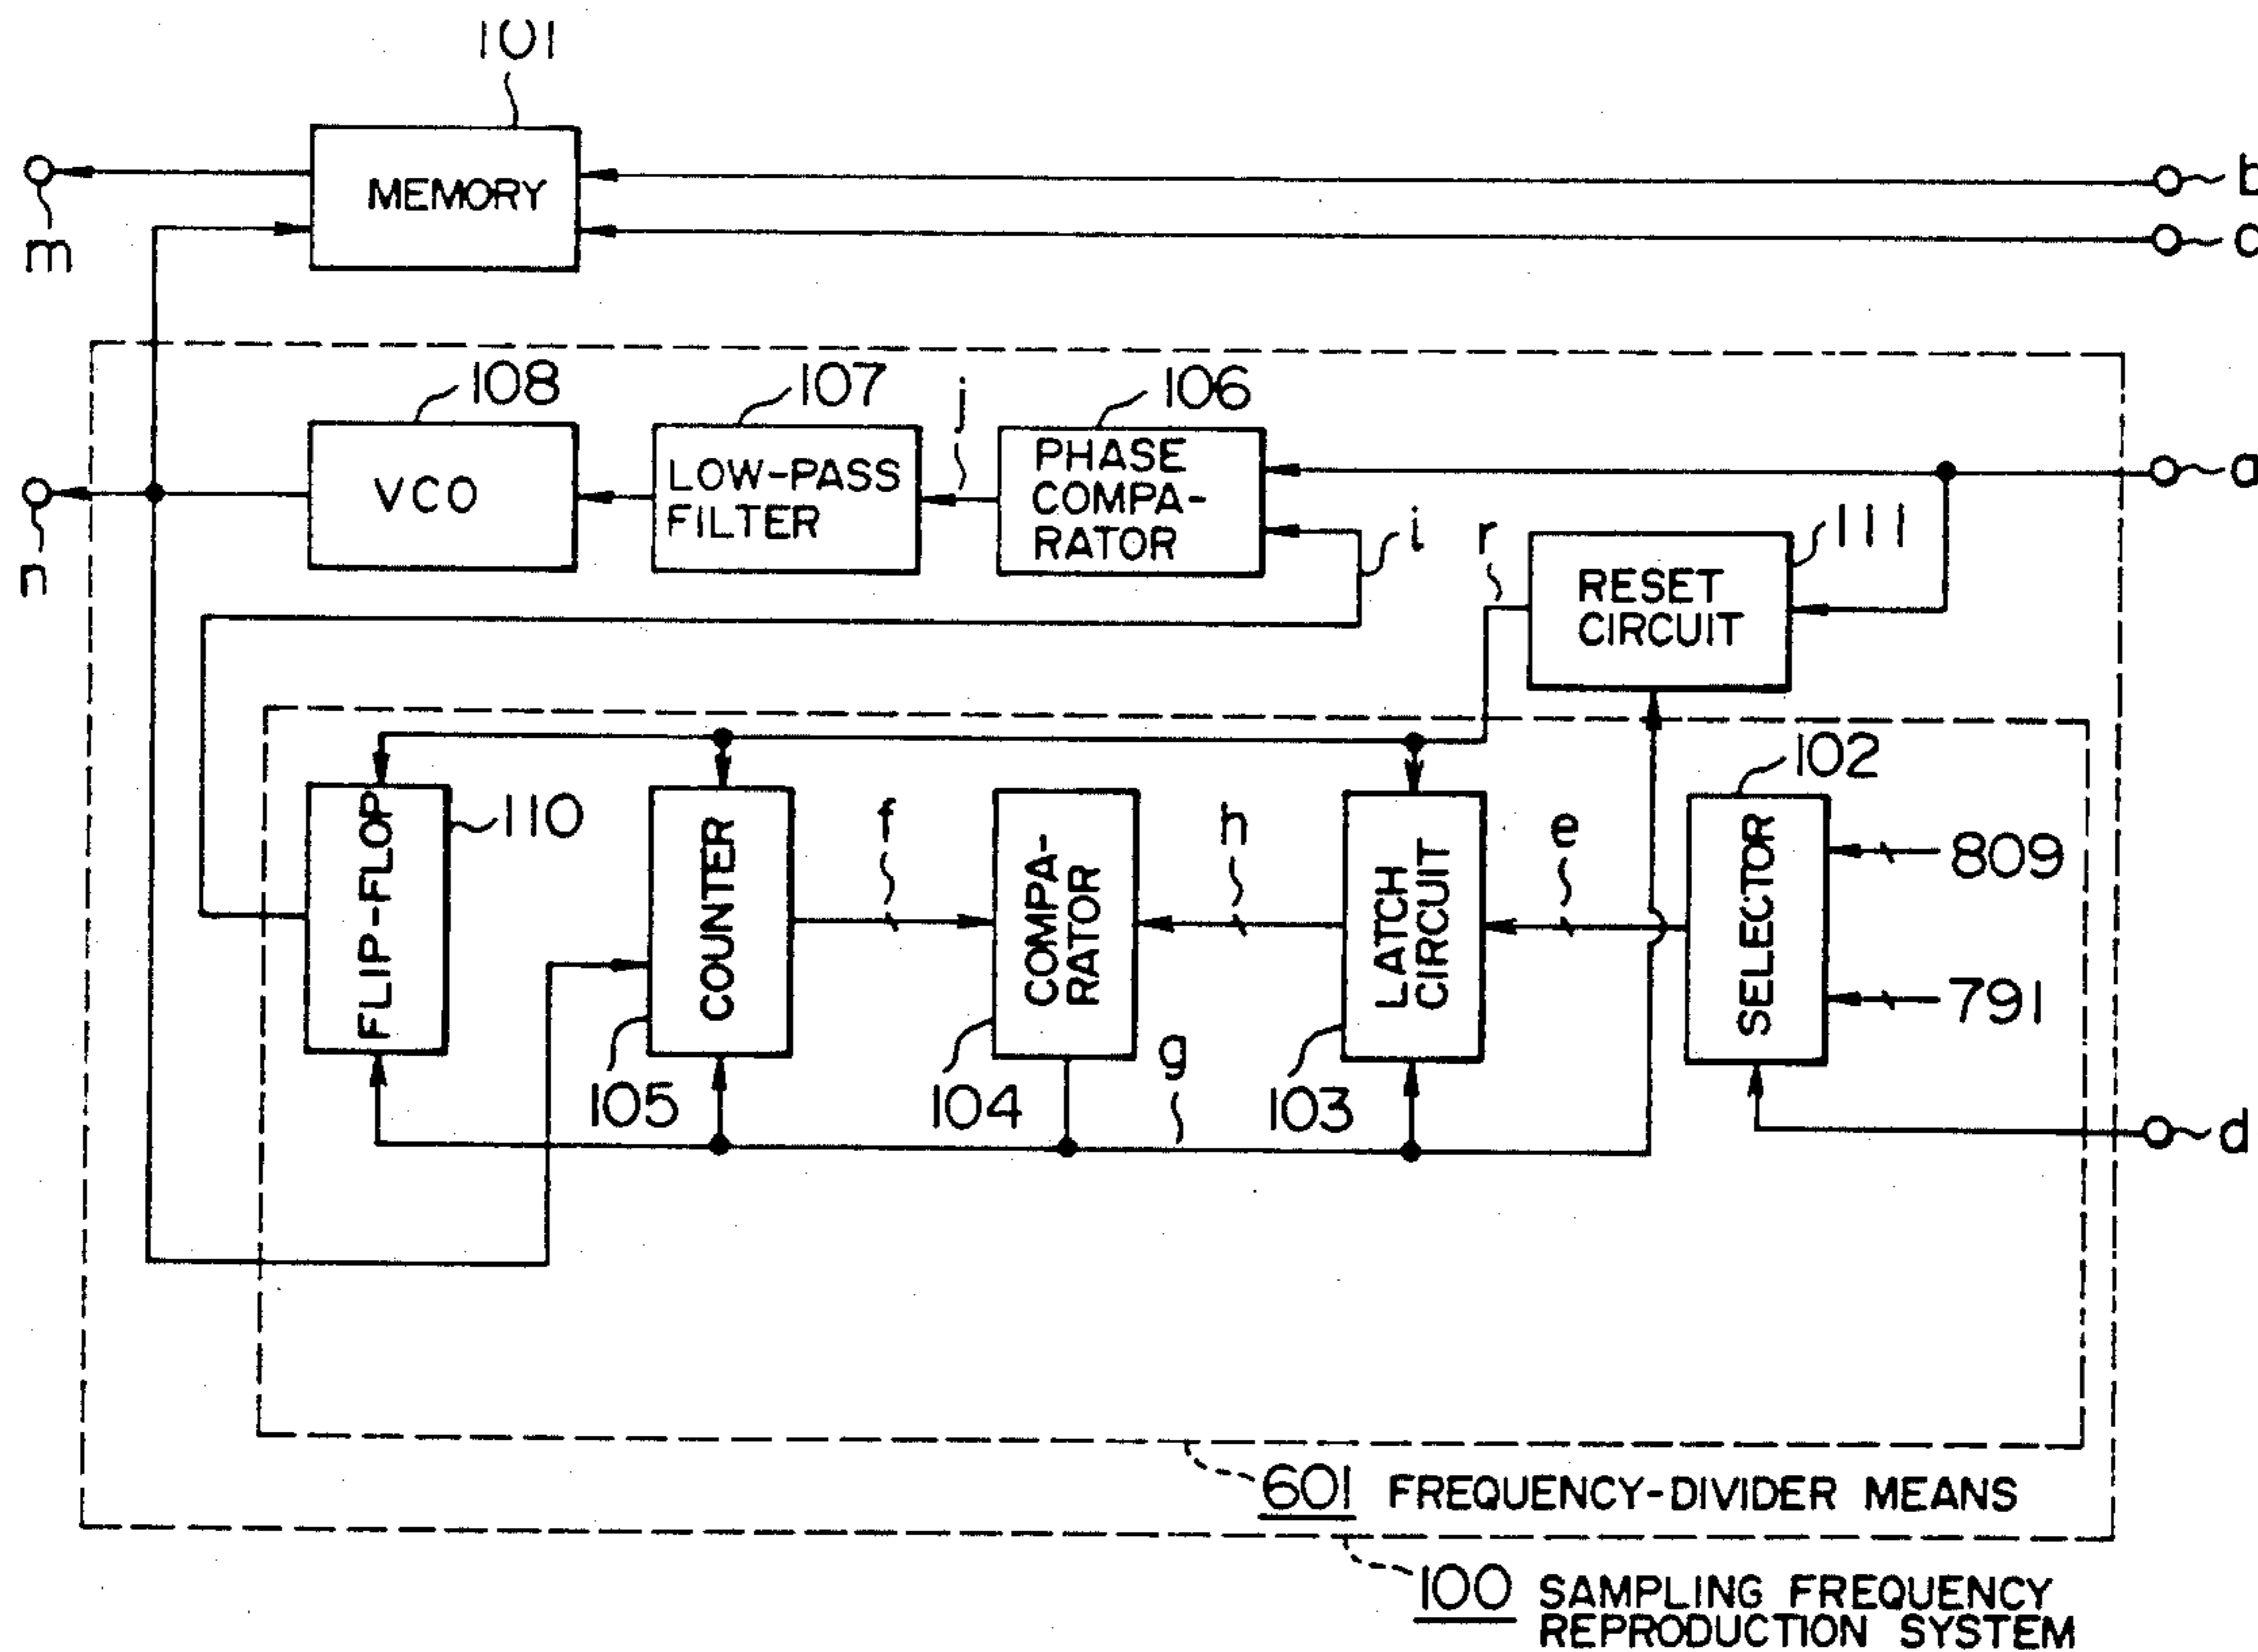 101
MEMORY
b
c
m
108
107
j
106
VCO
LOW-PASS
FILTER
PHASE
COMPA-
RATOR
a
i
r
111
RESET
CIRCUIT
n
102
FLIP-FLOP
110
COUNTER
f
COMPA-
RATOR
h
LATCH
CIRCUIT
e
SELECTOR
809
791
105
104
g
103
d
601 FREQUENCY-DIVIDER MEANS
100 SAMPLING FREQUENCY
REPRODUCTION SYSTEM